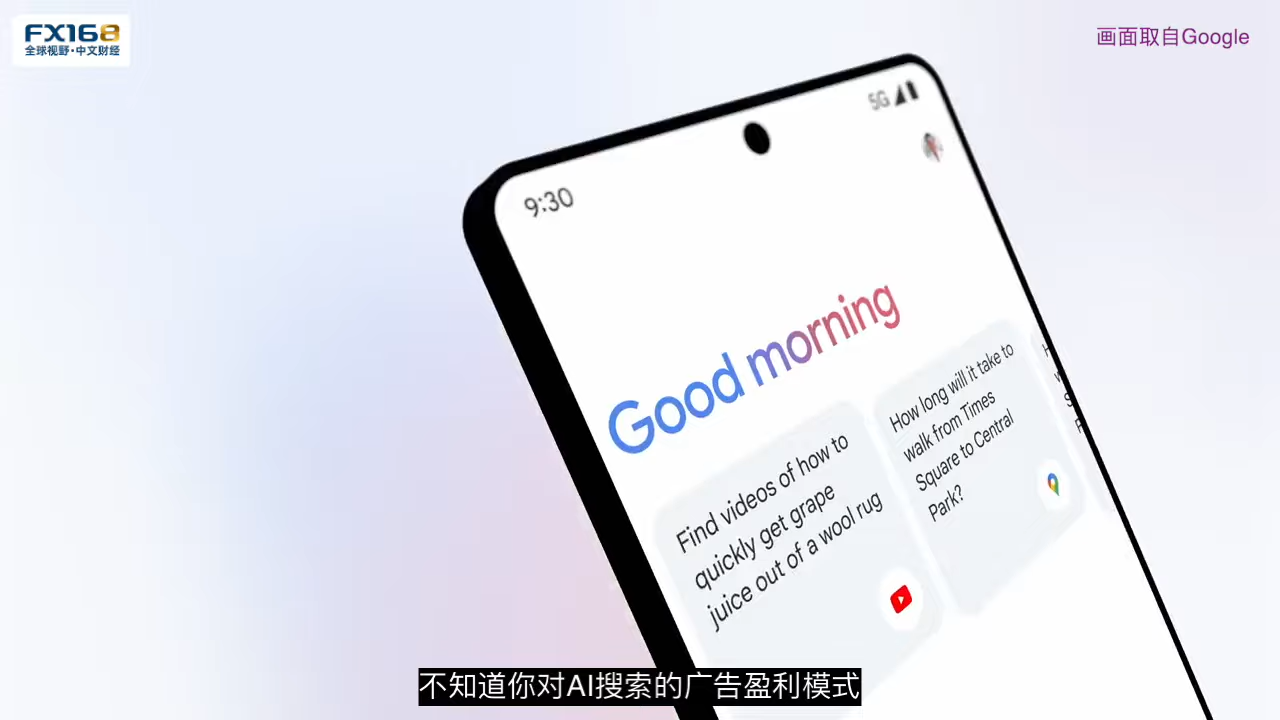 FX168
全球视野·中文财经
画面取自Google
5G
9:30
Good morning
Find videos of how to
quickly get grape
juice out of a wool rug
How long will it take to
walk from Times
Square to Central
Park?
不知道你对AI搜索的广告盈利模式